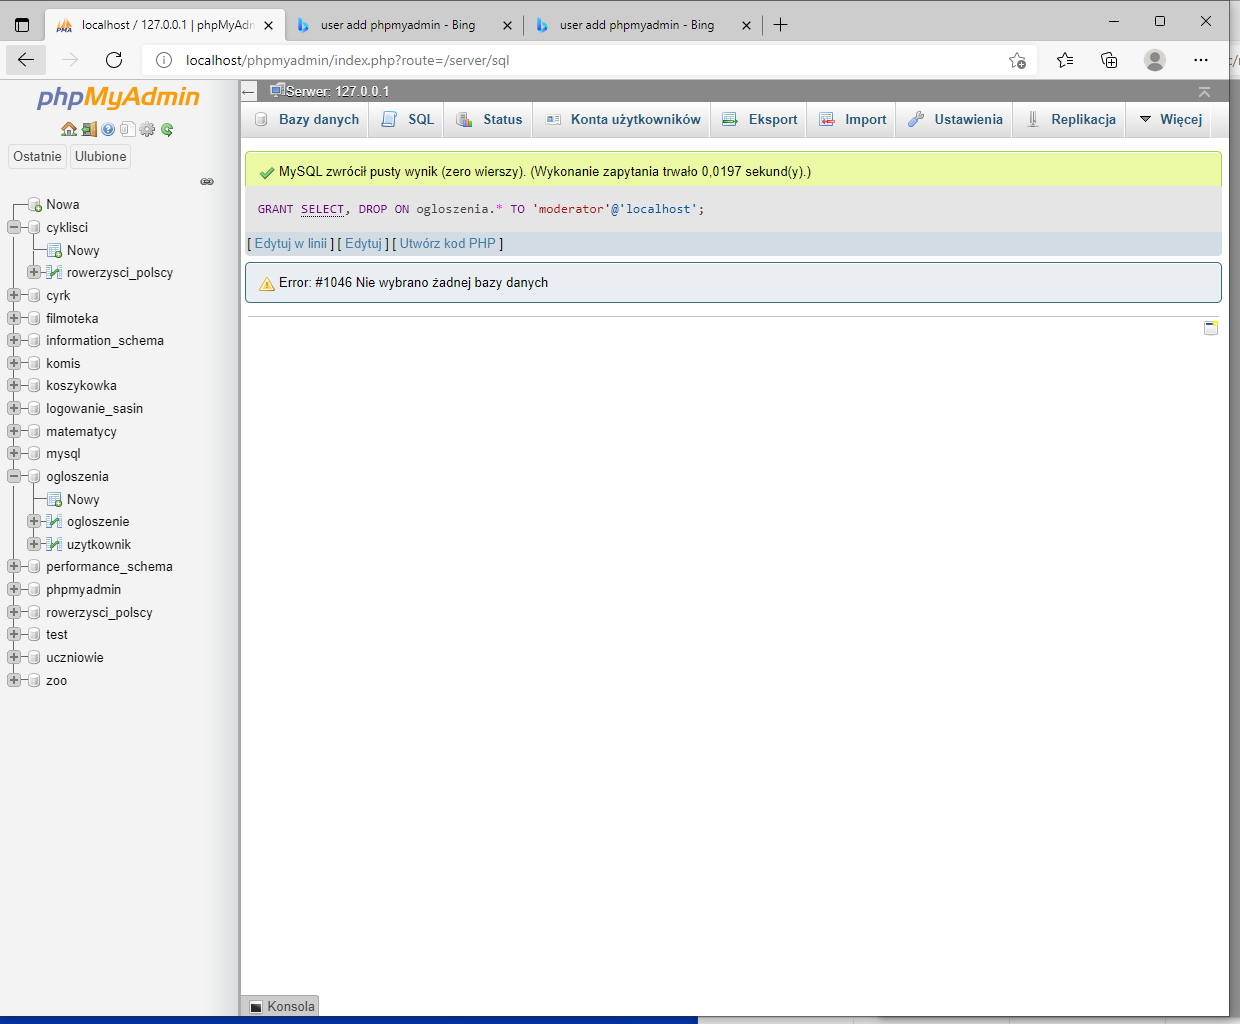 localhost / 127.0.0.1 | phpMyAdn
user add phpmyadmin - Bing
user add phpmyadmin - Bing
localhost/phpmyadmin/index.php?route=/server/sql
phpMyAdmin
Ostatnie
Ulubione
Nowa
cyklisci
Nowy
rowerzysci_polscy
cyrk
filmoteka
information_schema
komis
koszykowka
logowanie_sasin
matematycy
mysql
ogloszenia
Nowy
ogloszenie
uzytkownik
performance_schema
phpmyadmin
rowerzysci_polscy
test
uczniowie
zoo
Serwer: 127.0.0.1
Bazy danych
SQL
Status
Konta użytkowników
Eksport
Import
Ustawienia
Replikacja
Więcej
MySQL zwrócił pusty wynik (zero wierszy). (Wykonanie zapytania trwało 0,0197 sekund(y).)
GRANT SELECT, DROP ON ogloszenia.* TO 'moderator'@'localhost';
[ Edytuj w linii ] [ Edytuj ] [ Utwórz kod PHP ]
Error: #1046 Nie wybrano żadnej bazy danych
Konsola